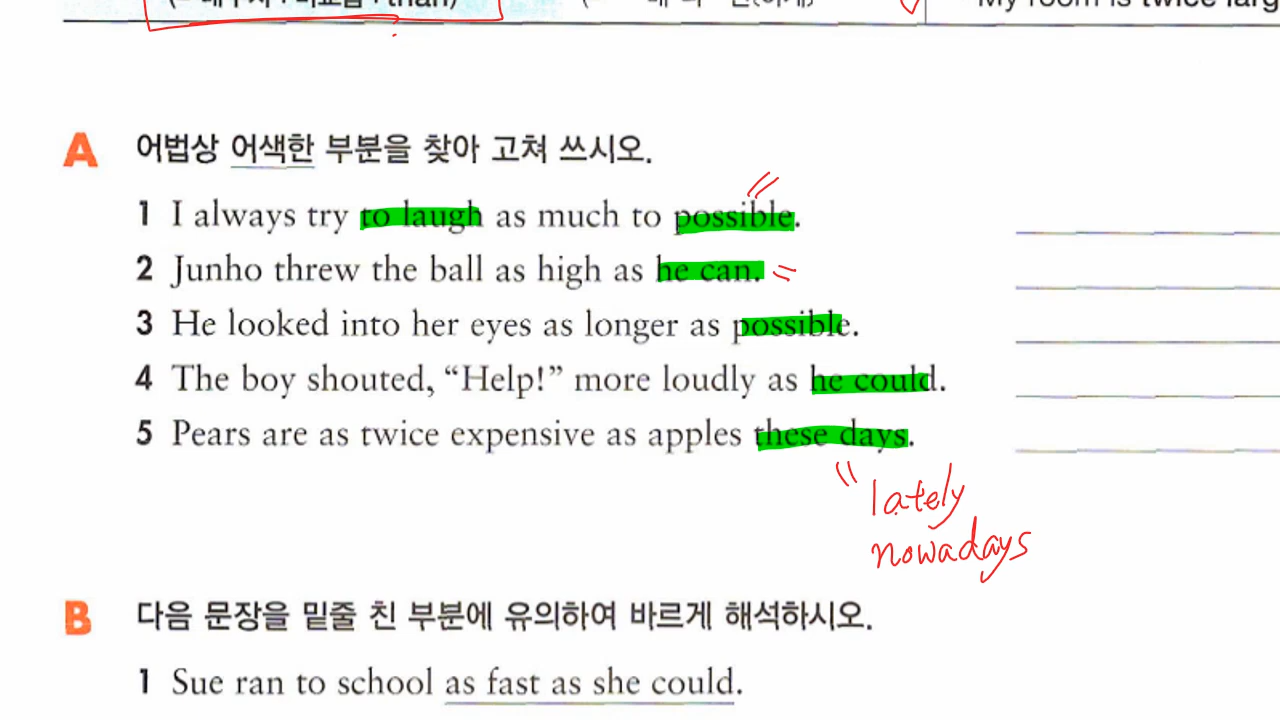 My room is twice larg
A 어법상 어색한 부분을 찾아 고쳐 쓰시오.
1 I always try to laugh as much to possible.
2 Junho threw the ball as high as he can.
3 He looked into her eyes as longer as possible.
4 The boy shouted, “Help!” more loudly as he could.
5 Pears are as twice expensive as apples these days.
lately
nowadays
B 다음 문장을 밑줄 친 부분에 유의하여 바르게 해석하시오.
1 Sue ran to school as fast as she could.